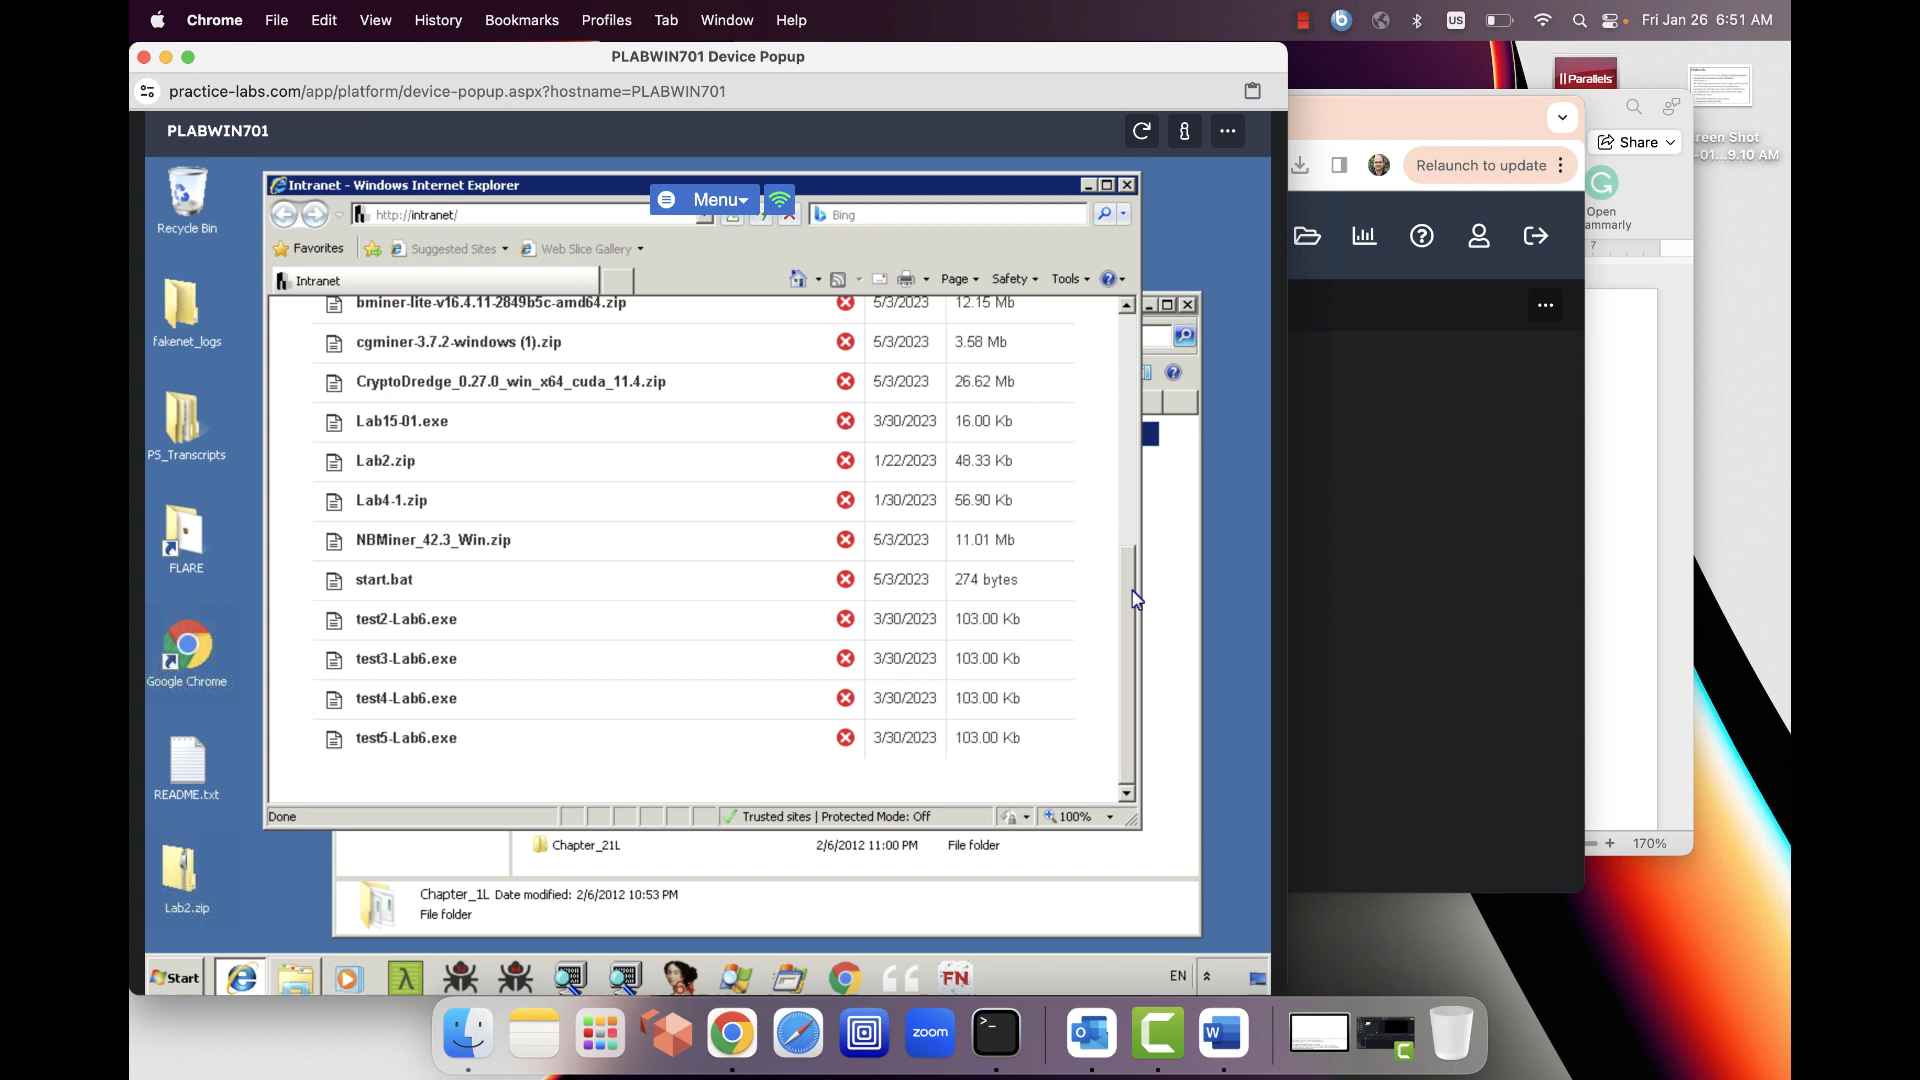 Chrome File Edit View History Bookmarks Profiles Tab Window Help
US Fri Jan 26 6:51 AM
PLABWIN701 Device Popup
practice-labs.com/app/platform/device-popup.aspx?hostname=PLABWIN701
PLABWIN701
Recycle Bin
fakenet_logs
PS_Transcripts
FLARE
Google Chrome
README.txt
Lab2.zip
Intranet - Windows Internet Explorer
Menu
http://intranet/
Bing
Favorites Suggested Sites Web Slice Gallery
Intranet
Page Safety Tools
bminer-lite-v16.4.11-2849b5c-amd64.zip 5/3/2023 12.15 Mb
cgminer-3.7.2-windows (1).zip 5/3/2023 3.58 Mb
CryptoDredge_0.27.0_win_x64_cuda_11.4.zip 5/3/2023 26.62 Mb
Lab15-01.exe 3/30/2023 16.00 Kb
Lab2.zip 1/22/2023 48.33 Kb
Lab4-1.zip 1/30/2023 56.90 Kb
NBMiner_42.3_Win.zip 5/3/2023 11.01 Mb
start.bat 5/3/2023 274 bytes
test2-Lab6.exe 3/30/2023 103.00 Kb
test3-Lab6.exe 3/30/2023 103.00 Kb
test4-Lab6.exe 3/30/2023 103.00 Kb
test5-Lab6.exe 3/30/2023 103.00 Kb
Done Trusted sites | Protected Mode: Off 100%
Chapter_21L 2/6/2012 11:00 PM File folder
Chapter_1L Date modified: 2/6/2012 10:53 PM
File folder
Start
64
FN
EN
Parallels
Share
Relaunch to update
Open
ammarly
7
reen Shot
-01...9.10 AM
170%
zoom